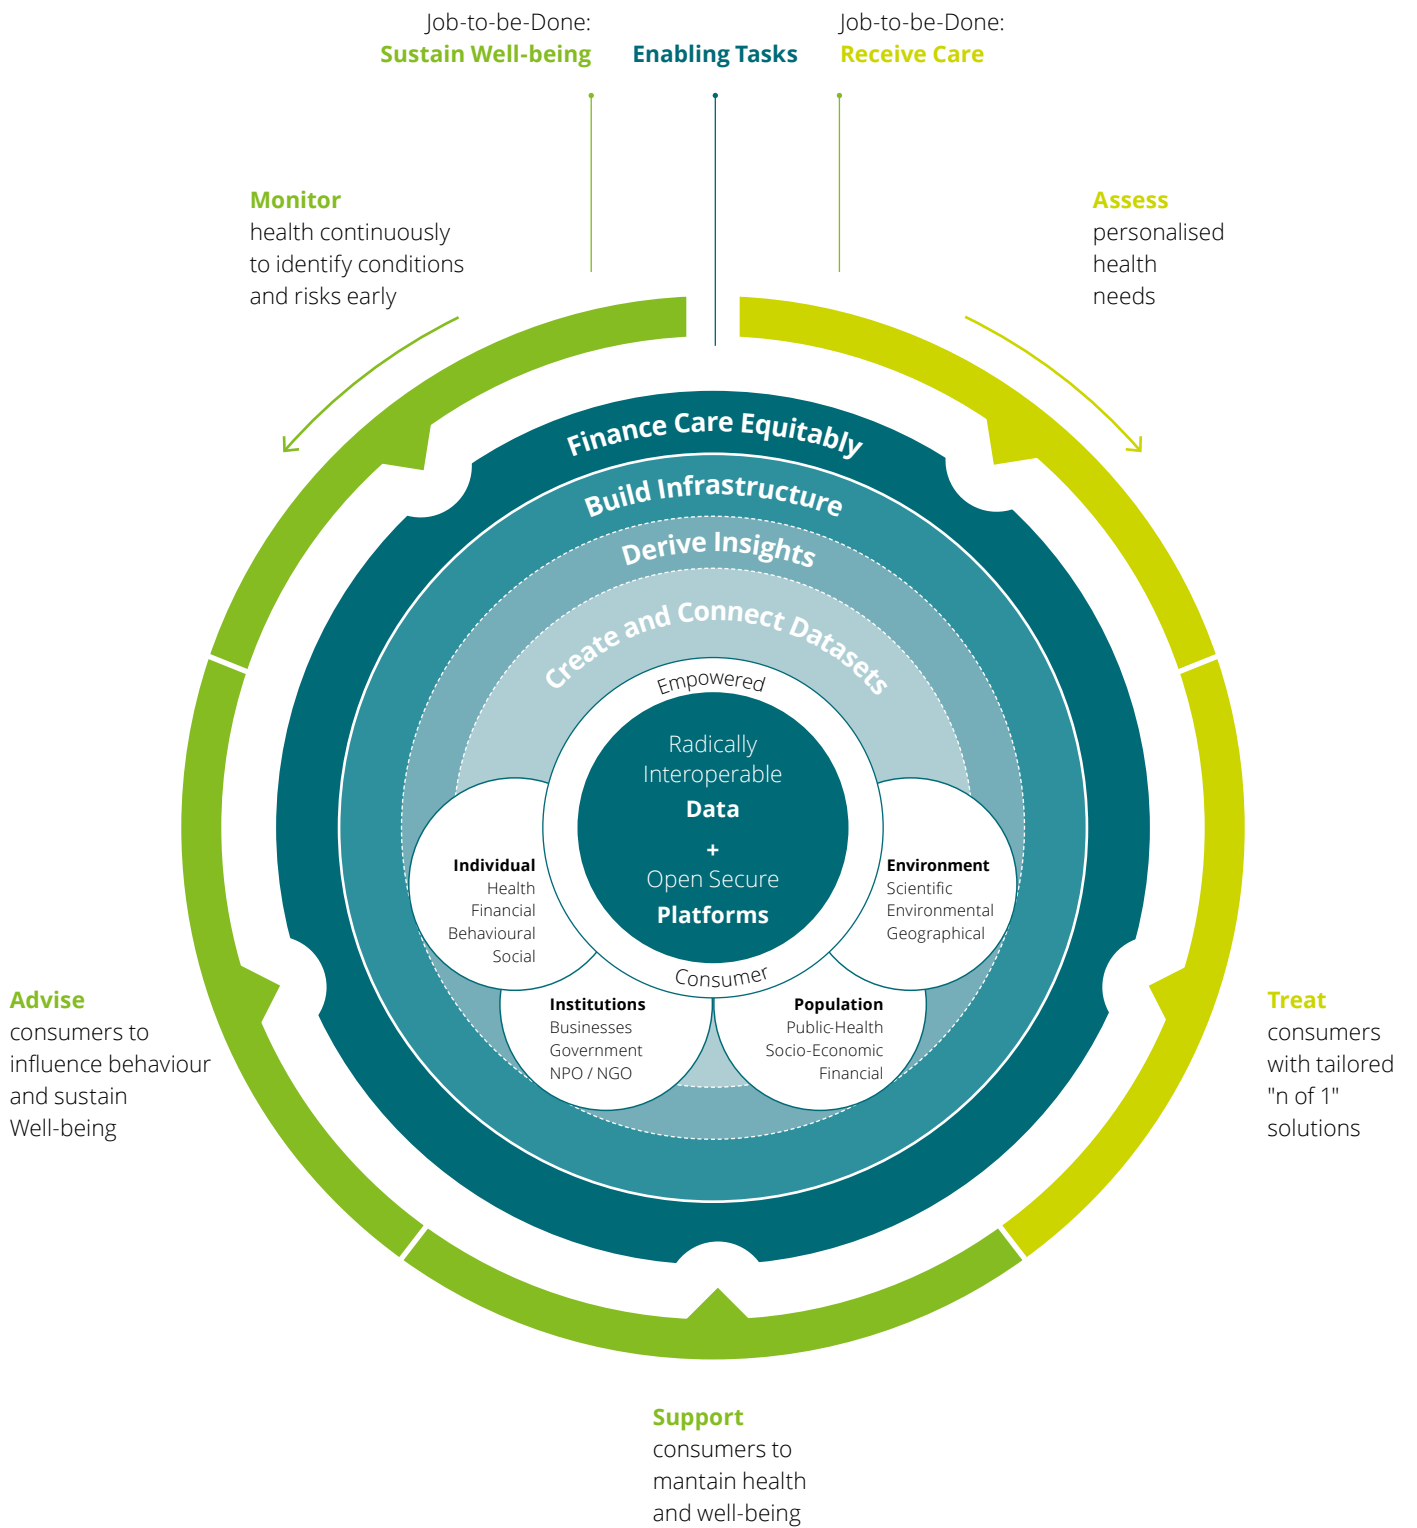 Job-to-be-Done:
Sustain Well-being
Enabling Tasks
Job-to-be-Done:
Receive Care
Monitor
health continuously
to identify conditions
and risks early
Assess
personalised
health
needs
Finance Care Equitably
Build Infrastructure
Derive Insights
Create and Connect Datasets
Empowered
Radically
Interoperable
Data
+
Open Secure
Platforms
Consumer
Individual
Health
Financial
Behavioural
Social
Institutions
Businesses
Government
NPO / NGO
Population
Public-Health
Socio-Economic
Financial
Environment
Scientific
Environmental
Geographical
Advise
consumers to
influence behaviour
and sustain
Well-being
Treat
consumers
with tailored
"n of 1"
solutions
Support
consumers to
mantain health
and well-being